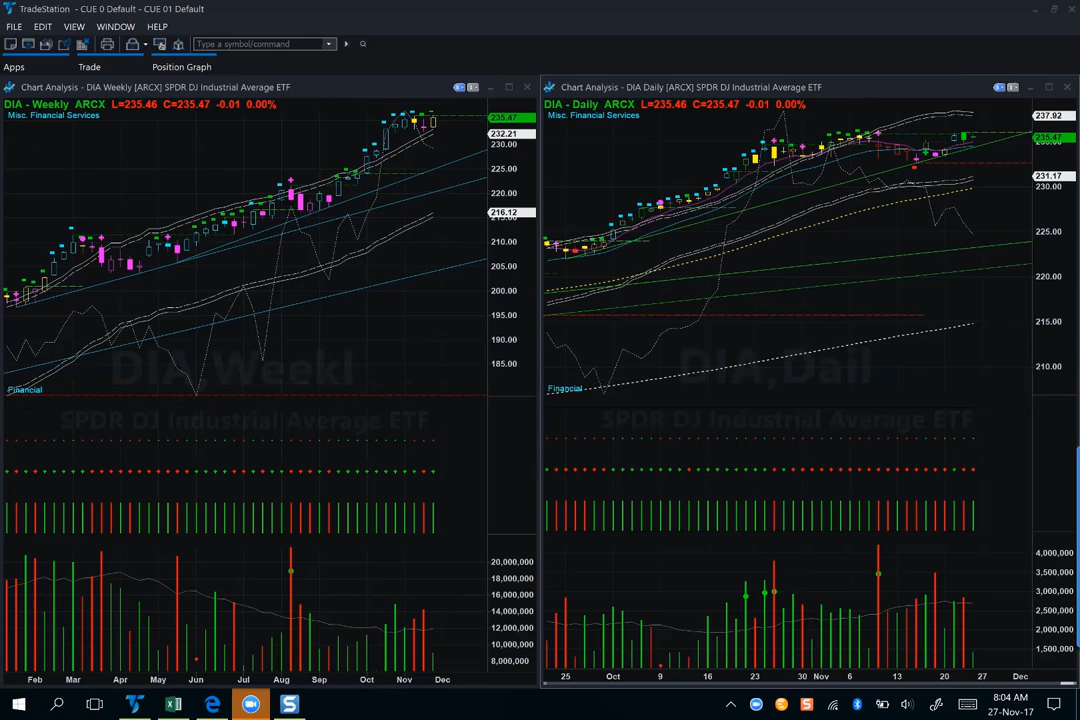 TradeStation - CUE 0 Default - CUE 01 Default
FILE EDIT VIEW WINDOW HELP
Type a symbol/command
Apps Trade Position Graph
Chart Analysis - DIA Weekly [ARCX] SPDR DJ Industrial Average ETF
DIA - Weekly ARCX L=235.46 C=235.47 -0.01 0.00%
Misc. Financial Services
235.47
232.21
230.00
225.00
220.00
216.12
210.00
205.00
200.00
195.00
190.00
185.00
DIA,Weekl
Financial
SPDR DJ Industrial Average ETF
20,000,000
18,000,000
16,000,000
14,000,000
12,000,000
10,000,000
8,000,000
Feb Mar Apr May Jun Jul Aug Sep Oct Nov Dec
Chart Analysis - DIA Daily [ARCX] SPDR DJ Industrial Average ETF
DIA - Daily ARCX L=235.46 C=235.47 -0.01 0.00%
Misc. Financial Services
237.92
235.47
231.17
230.00
225.00
220.00
215.00
210.00
DIA,Dail
Financial
SPDR DJ Industrial Average ETF
4,000,000
3,500,000
3,000,000
2,500,000
2,000,000
1,500,000
25 Oct 9 16 23 30 Nov 6 13 20 27 Dec
8:04 AM
27-Nov-17